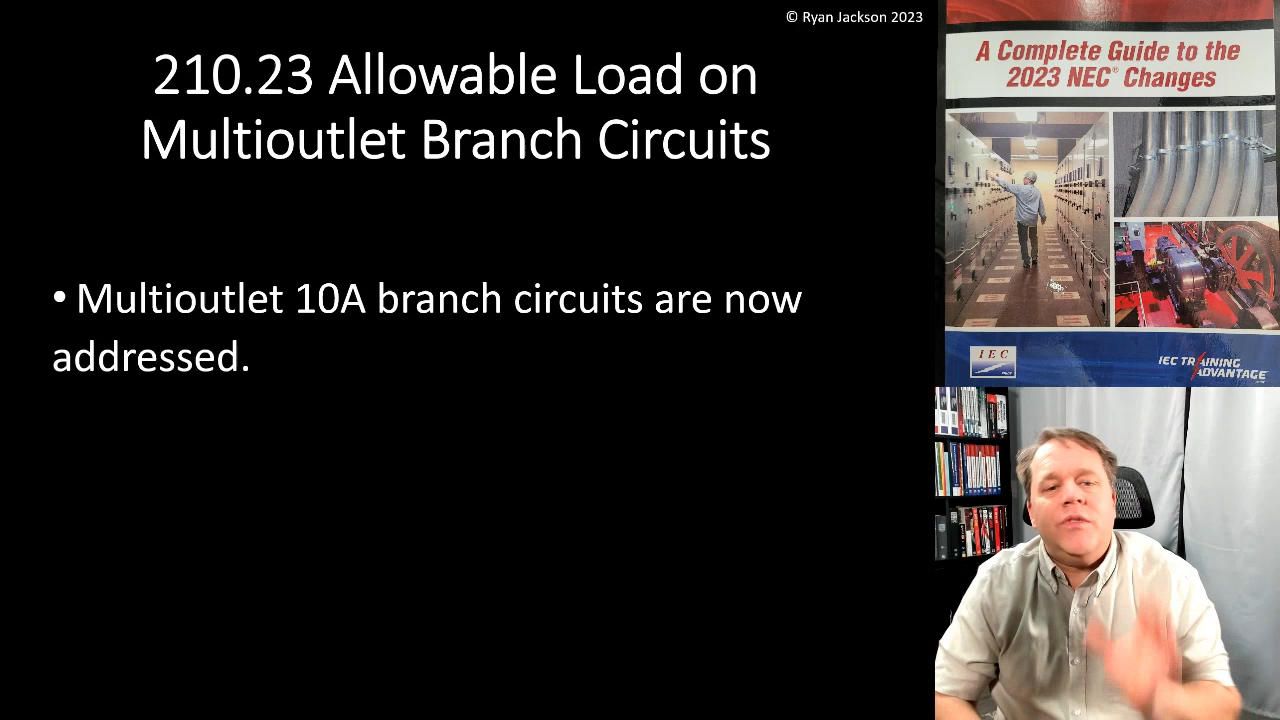 © Ryan Jackson 2023
210.23 Allowable Load on
Multioutlet Branch Circuits
• Multioutlet 10A branch circuits are now
addressed.
A Complete Guide to the
2023 NEC® Changes
IEC
IEC TRAINING
ADVANTAGE